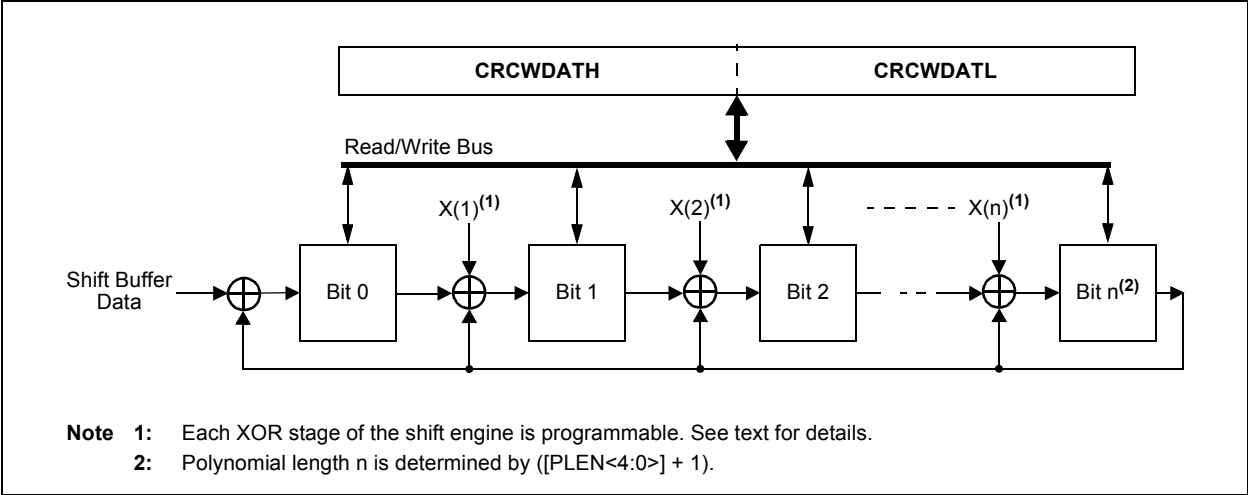 CRCWDATH CRCWDATL
Read/Write Bus
X(1)(1) X(2)(1) X(n)(1)
Shift Buffer
Data
Bit 0 Bit 1 Bit 2 Bit n(2)
Note 1: Each XOR stage of the shift engine is programmable. See text for details.
2: Polynomial length n is determined by ([PLEN<4:0>] + 1).